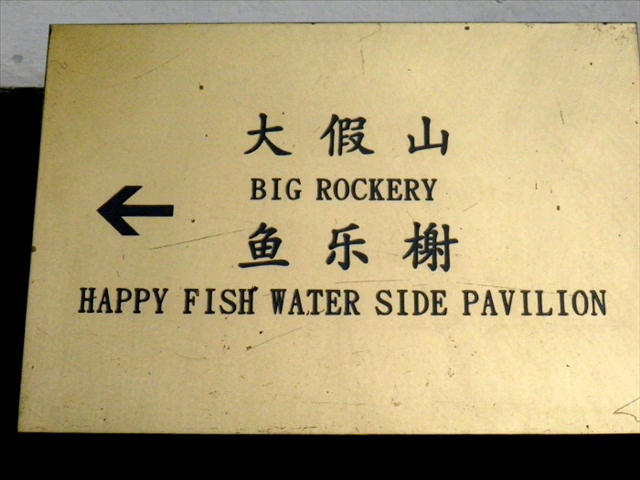 大假山
BIG ROCKERY
鱼乐榭
HAPPY FISH WATER SIDE PAVILION